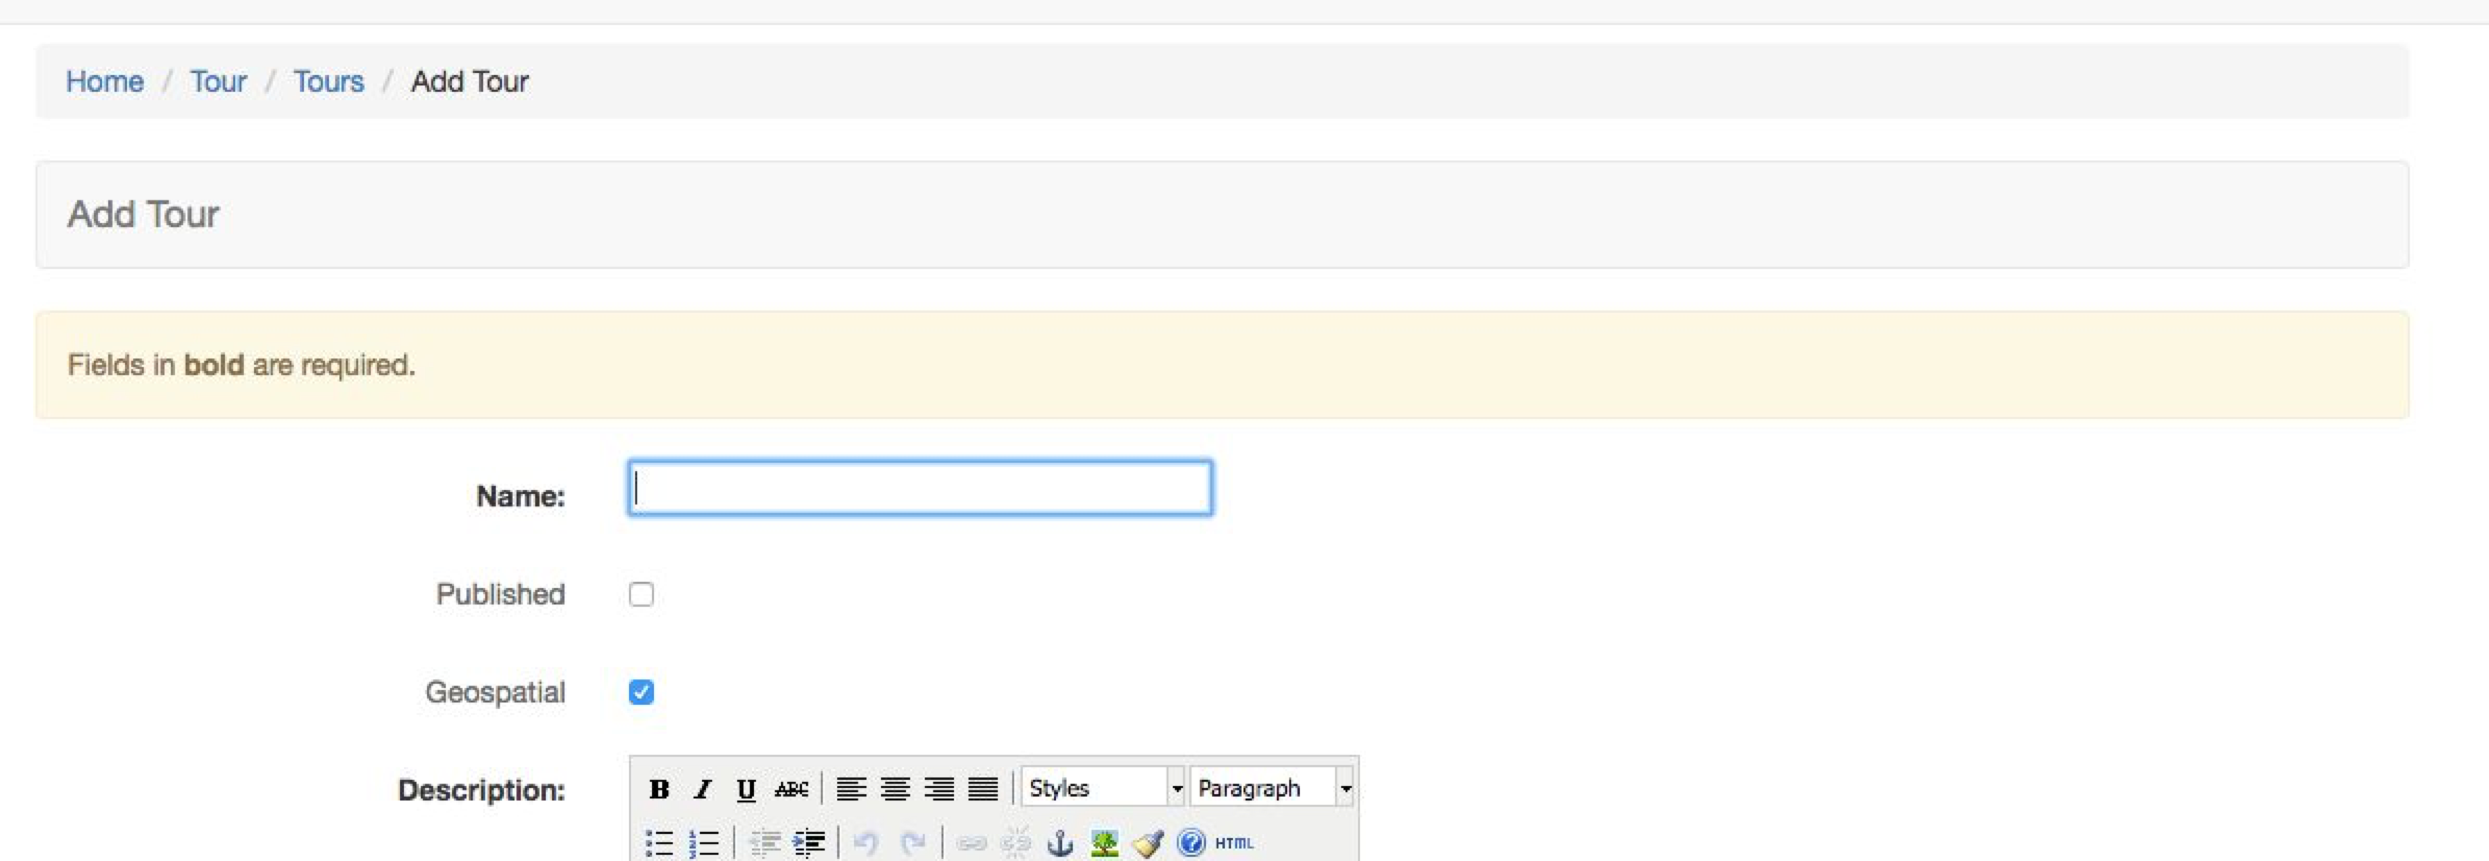 Home / Tour / Tours / Add Tour
Add Tour
Fields in bold are required.
Name:
Published
Geospatial
Description:
B I U ABC Styles Paragraph
HTML